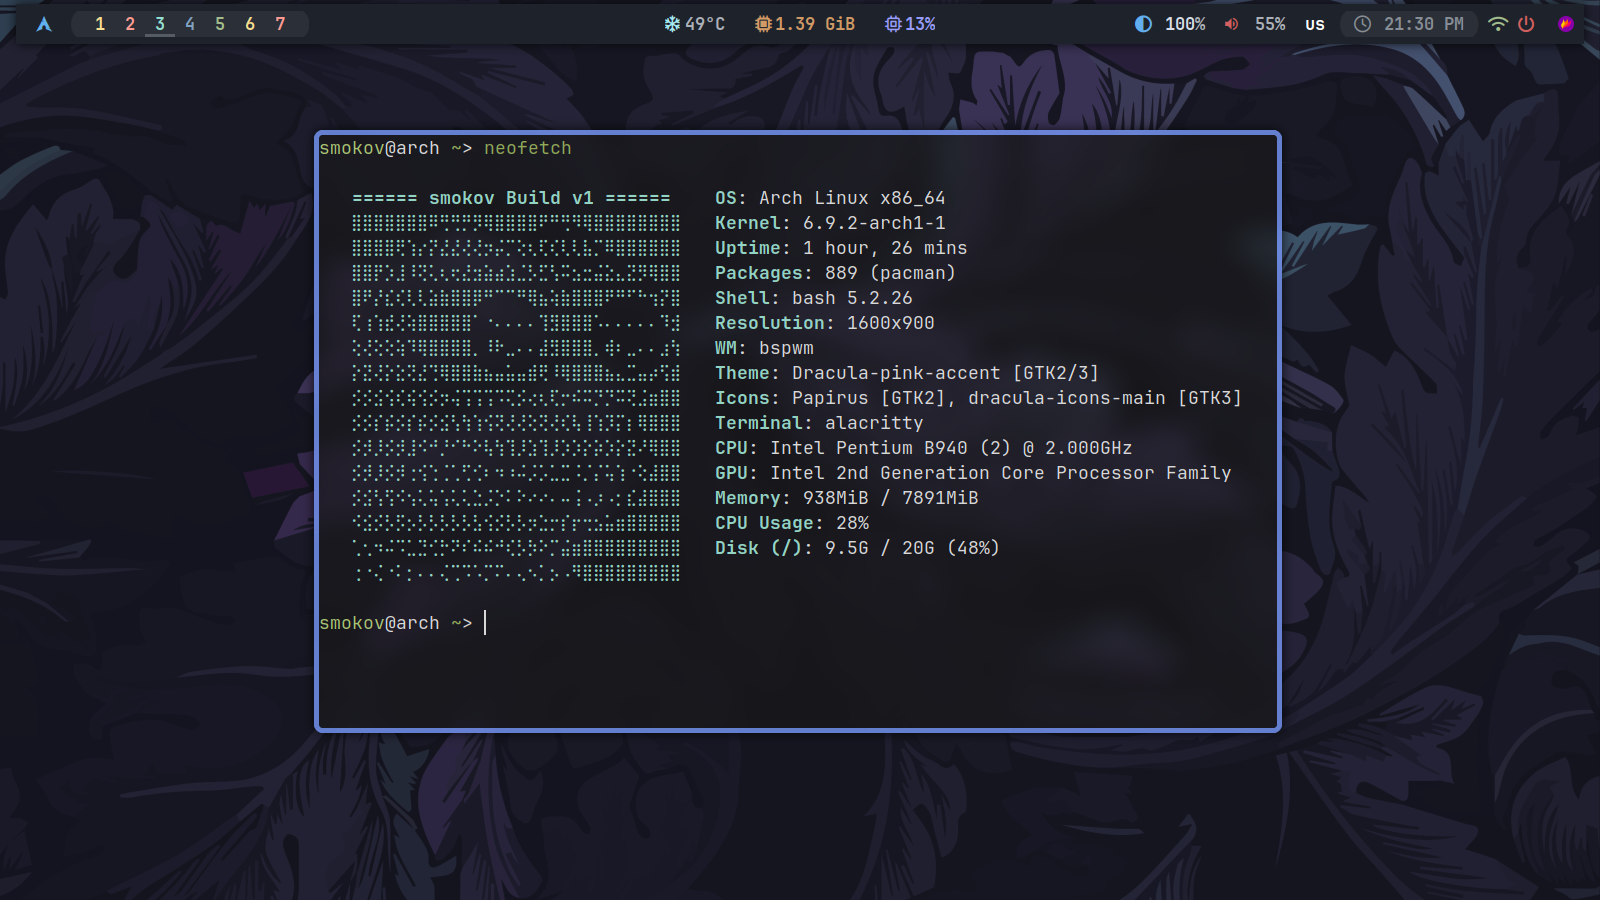 1 2 3 4 5 6 7 49°C 1.39 GiB 13% 100% 55% US 21:30 PM
smokov@arch ~> neofetch
====== smokov Build v1 ======
OS: Arch Linux x86_64
Kernel: 6.9.2-arch1-1
Uptime: 1 hour, 26 mins
Packages: 889 (pacman)
Shell: bash 5.2.26
Resolution: 1600x900
WM: bspwm
Theme: Dracula-pink-accent [GTK2/3]
Icons: Papirus [GTK2], dracula-icons-main [GTK3]
Terminal: alacritty
CPU: Intel Pentium B940 (2) @ 2.000GHz
GPU: Intel 2nd Generation Core Processor Family
Memory: 938MiB / 7891MiB
CPU Usage: 28%
Disk (/): 9.5G / 20G (48%)
smokov@arch ~>